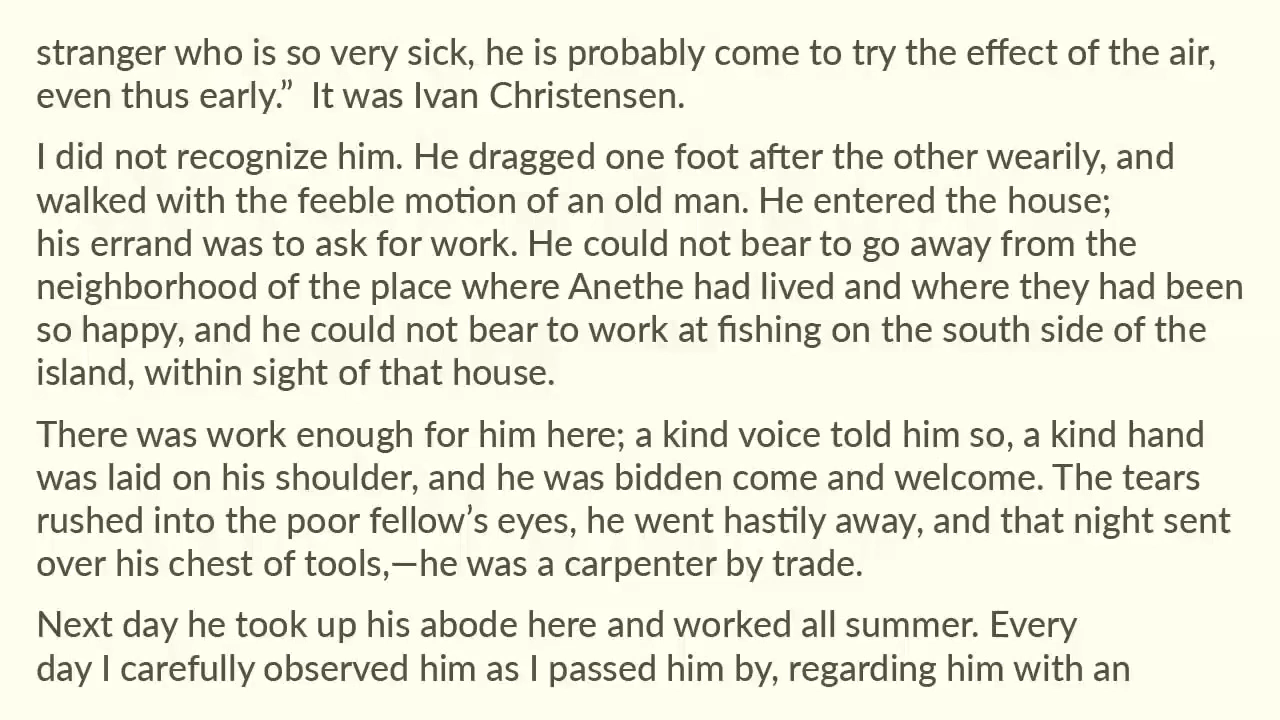 stranger who is so very sick, he is probably come to try the effect of the air,
even thus early.”  It was Ivan Christensen.
I did not recognize him. He dragged one foot after the other wearily, and
walked with the feeble motion of an old man. He entered the house;
his errand was to ask for work. He could not bear to go away from the
neighborhood of the place where Anethe had lived and where they had been
so happy, and he could not bear to work at fishing on the south side of the
island, within sight of that house.
There was work enough for him here; a kind voice told him so, a kind hand
was laid on his shoulder, and he was bidden come and welcome. The tears
rushed into the poor fellow’s eyes, he went hastily away, and that night sent
over his chest of tools,—he was a carpenter by trade.
Next day he took up his abode here and worked all summer. Every
day I carefully observed him as I passed him by, regarding him with an